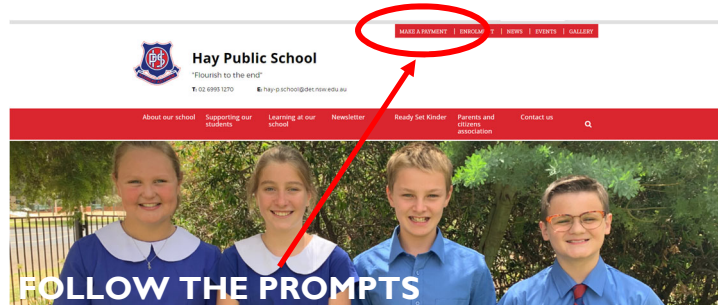 MAKE A PAYMENT | ENROLMENT | NEWS | EVENTS | GALLERY
Hay Public School
"Flourish to the end"
T: 02 6993 1270 E: hay-p.school@det.nsw.edu.au
About our school Supporting our students Learning at our school Newsletter Ready Set Kinder Parents and citizens association Contact us
FOLLOW THE PROMPTS